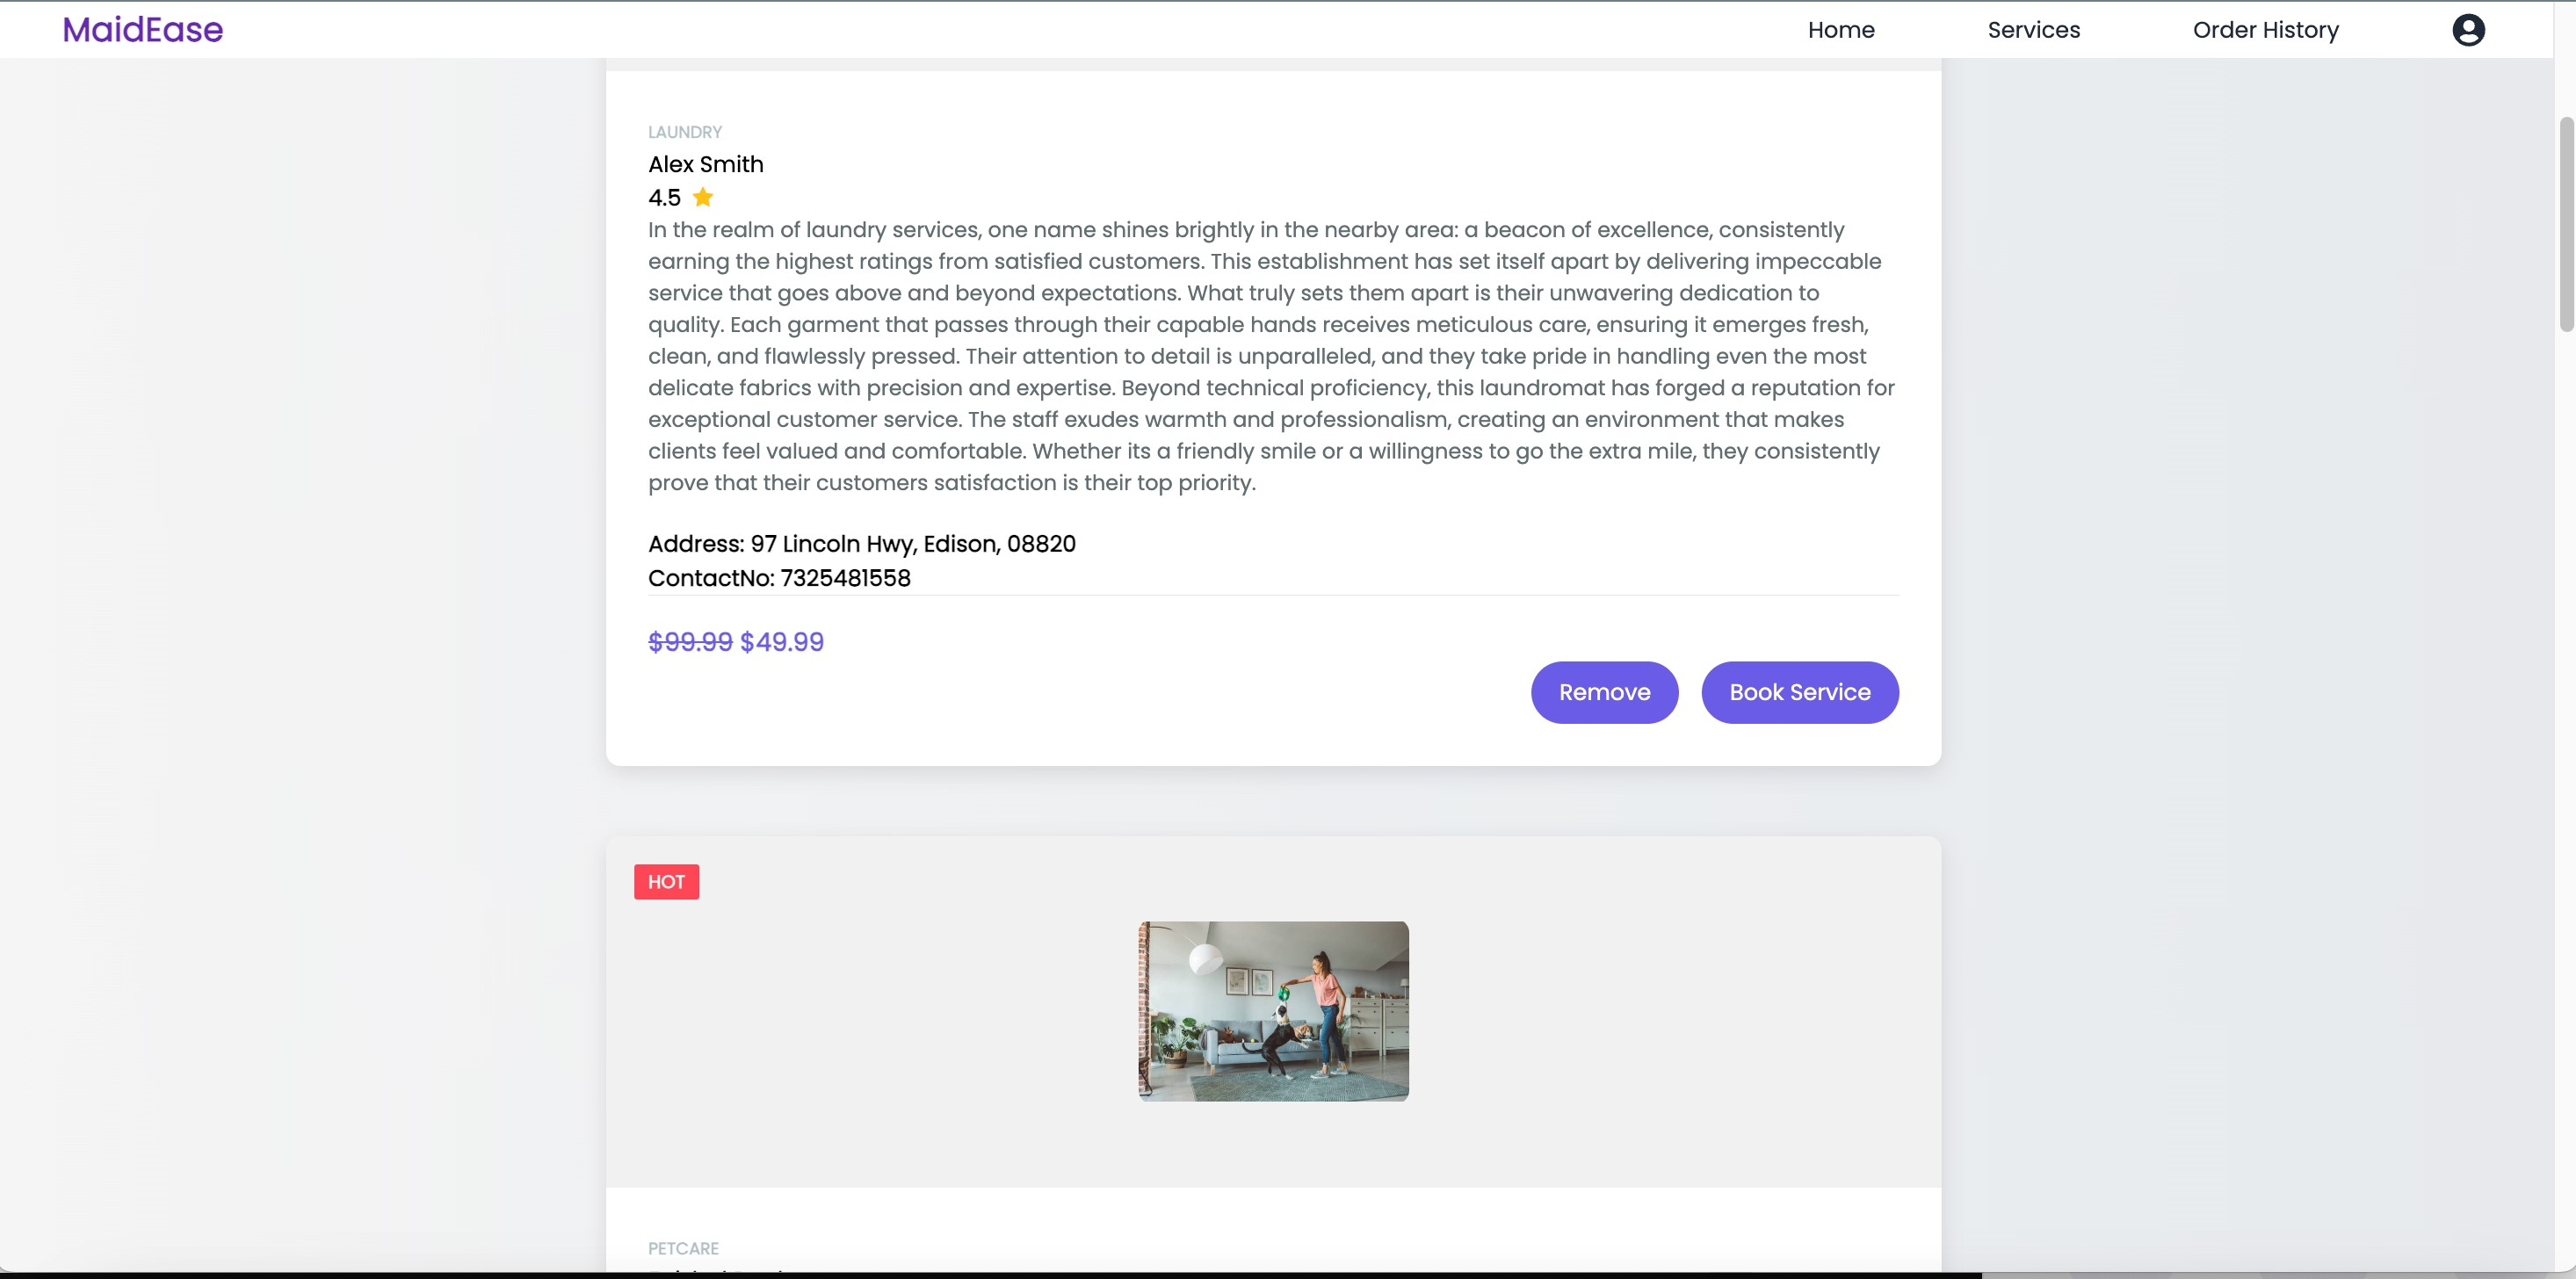 MaidEase
Home
Services
Order History
LAUNDRY
Alex Smith
4.5
In the realm of laundry services, one name shines brightly in the nearby area: a beacon of excellence, consistently
earning the highest ratings from satisfied customers. This establishment has set itself apart by delivering impeccable
service that goes above and beyond expectations. What truly sets them apart is their unwavering dedication to
quality. Each garment that passes through their capable hands receives meticulous care, ensuring it emerges fresh,
clean, and flawlessly pressed. Their attention to detail is unparalleled, and they take pride in handling even the most
delicate fabrics with precision and expertise. Beyond technical proficiency, this laundromat has forged a reputation for
exceptional customer service. The staff exudes warmth and professionalism, creating an environment that makes
clients feel valued and comfortable. Whether its a friendly smile or a willingness to go the extra mile, they consistently
prove that their customers satisfaction is their top priority.
Address: 97 Lincoln Hwy, Edison, 08820
ContactNo: 7325481558
$99.99 $49.99
Remove
Book Service
HOT
PETCARE